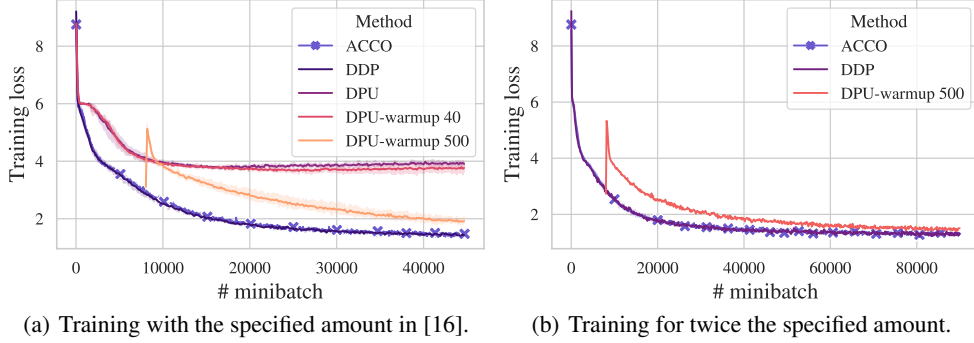 Training loss
8
6
4
2
0
10000
20000
30000
40000
# minibatch
Method
ACCO
DDP
DPU
DPU-warmup 40
DPU-warmup 500
(a) Training with the specified amount in [16].
Training loss
8
6
4
2
0
20000
40000
60000
80000
# minibatch
Method
ACCO
DDP
DPU-warmup 500
(b) Training for twice the specified amount.